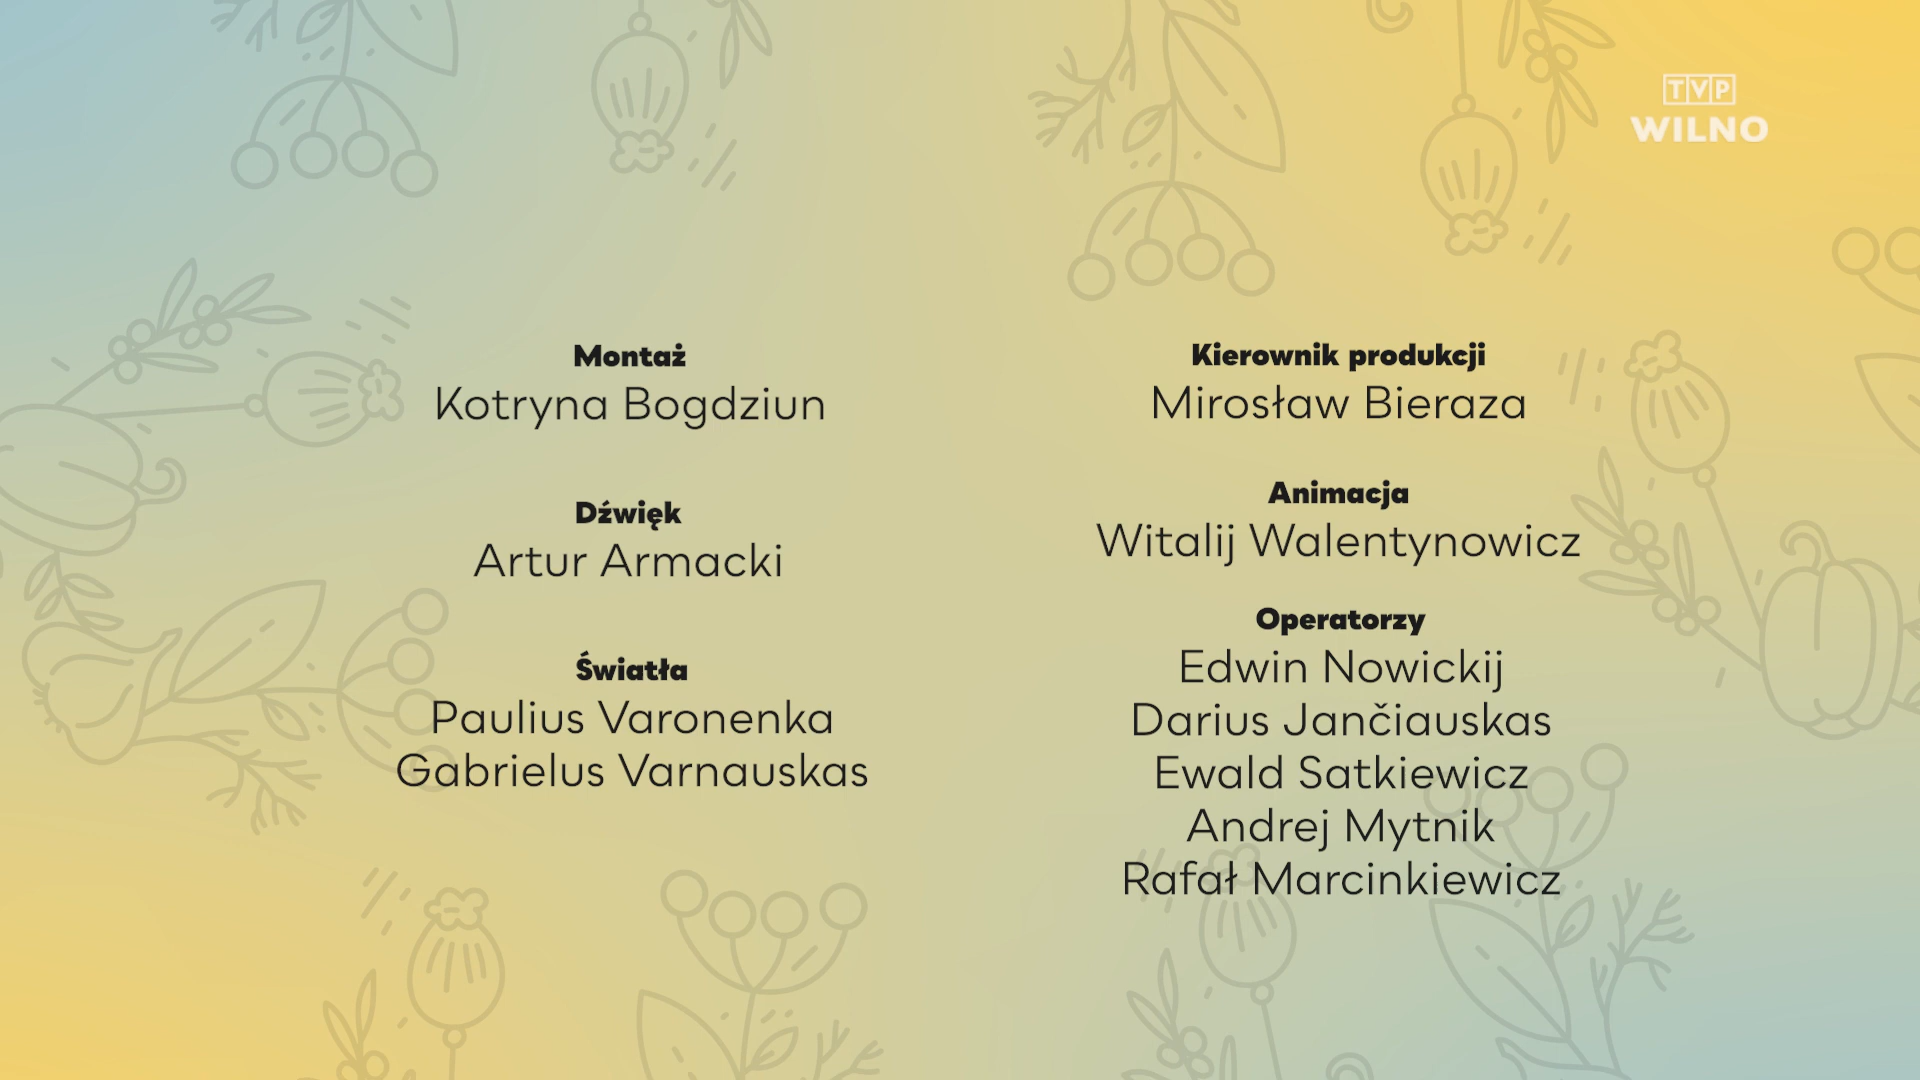 TVP
WILNO
Montaż
Kotryna Bogdziun
Dźwięk
Artur Armacki
Światła
Paulius Varonenka
Gabrielus Varnauskas
Kierownik produkcji
Mirosław Bieraza
Animacja
Witalij Walentynowicz
Operatorzy
Edwin Nowickij
Darius Jančiauskas
Ewald Satkiewicz
Andrej Mytnik
Rafał Marcinkiewicz